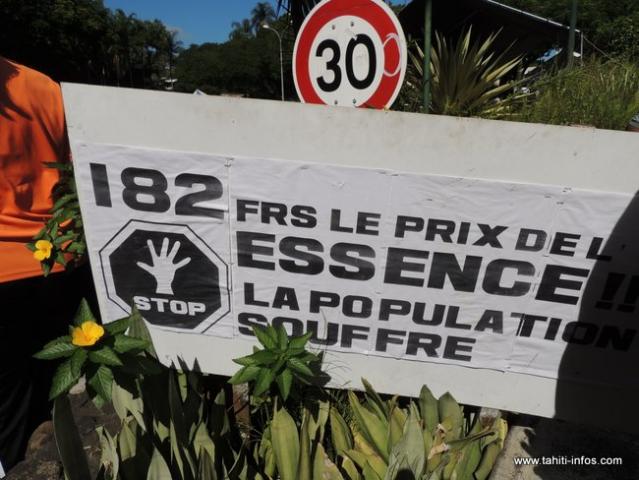 30
182 FRS LE PRIX DE L'
ESSENCE !!
STOP
LA POPULATION
SOUFFRE
www.tahiti-infos.com